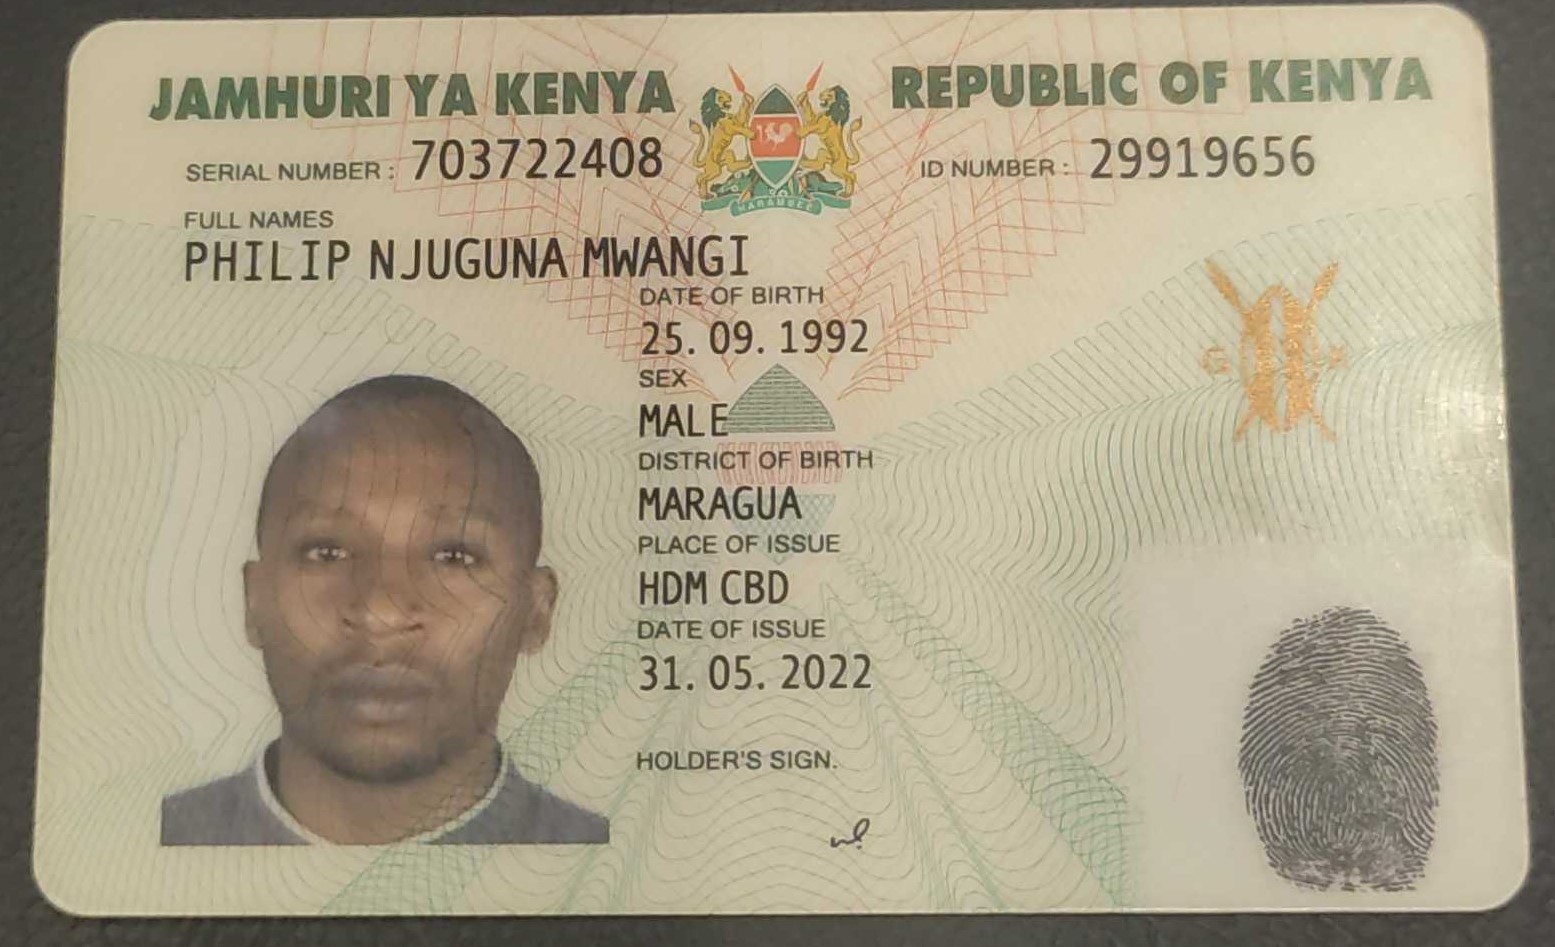 JAMHURI YA KENYA
REPUBLIC OF KENYA
SERIAL NUMBER : 703722408
ID NUMBER : 29919656
HARAMBEE
FULL NAMES
PHILIP NJUGUNA MWANGI
DATE OF BIRTH
25. 09. 1992
SEX
MALE
DISTRICT OF BIRTH
MARAGUA
PLACE OF ISSUE
HDM CBD
DATE OF ISSUE
31. 05. 2022
HOLDER'S SIGN.